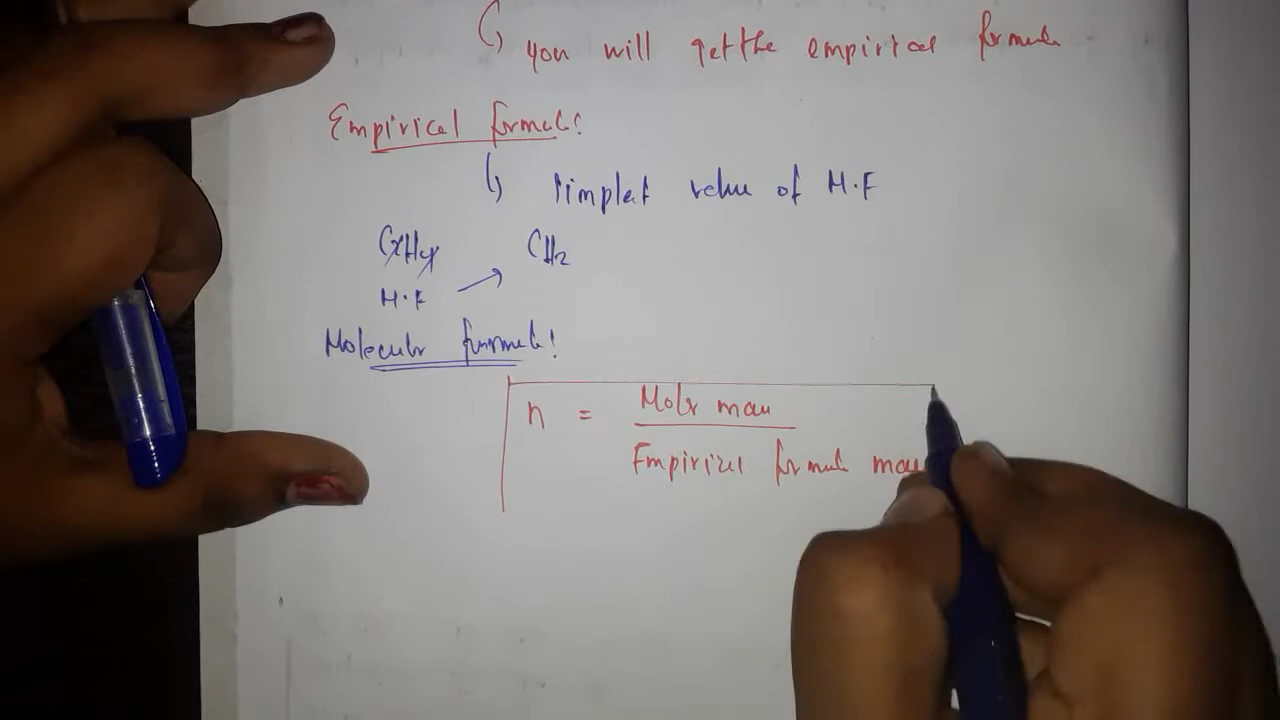 you will get the empirical formula
Empirical formula:
simplest value of M.F
CxHy CH2
M.F
Molecular formula:
n = Molar mass
Empirical formula mass